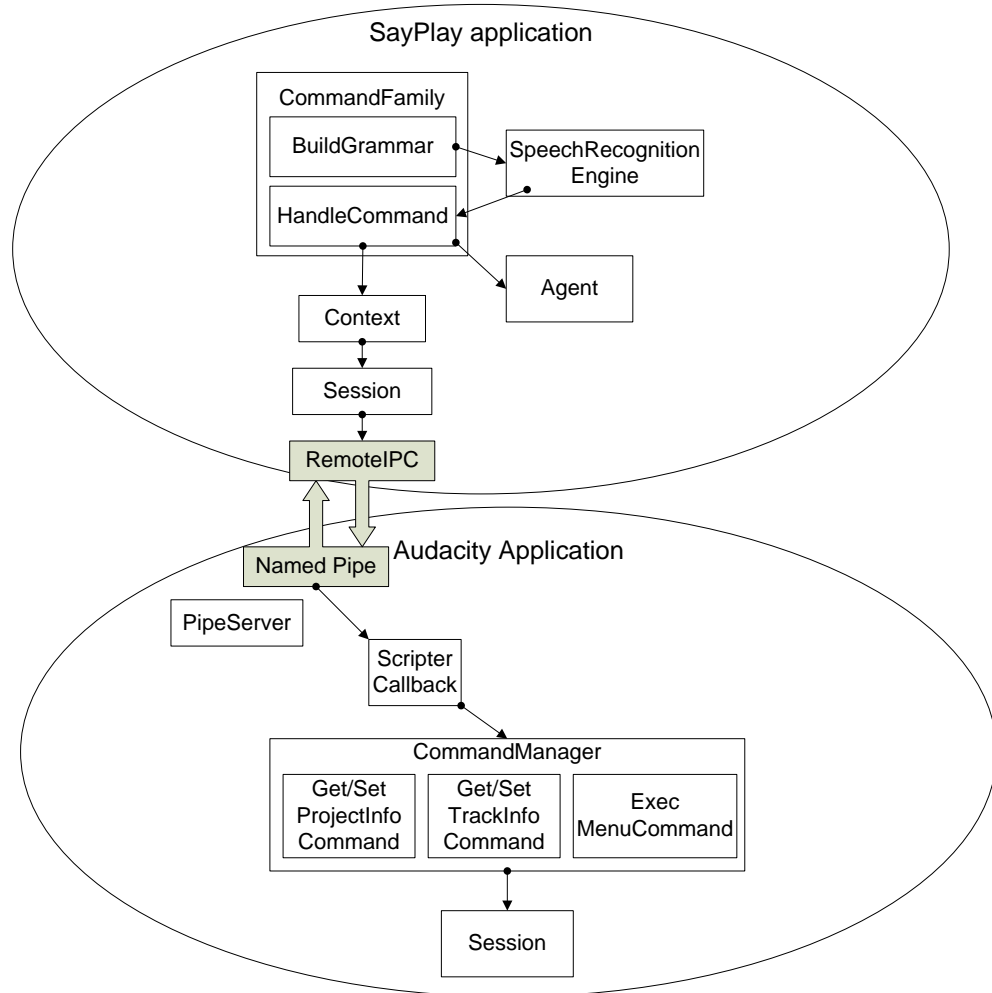 SayPlay application
CommandFamily
BuildGrammar
SpeechRecognition
Engine
HandleCommand
Agent
Context
Session
RemoteIPC
Audacity Application
Named Pipe
PipeServer
Scripter
Callback
CommandManager
Get/Set
ProjectInfo
Command
Get/Set
TrackInfo
Command
Exec
MenuCommand
Session